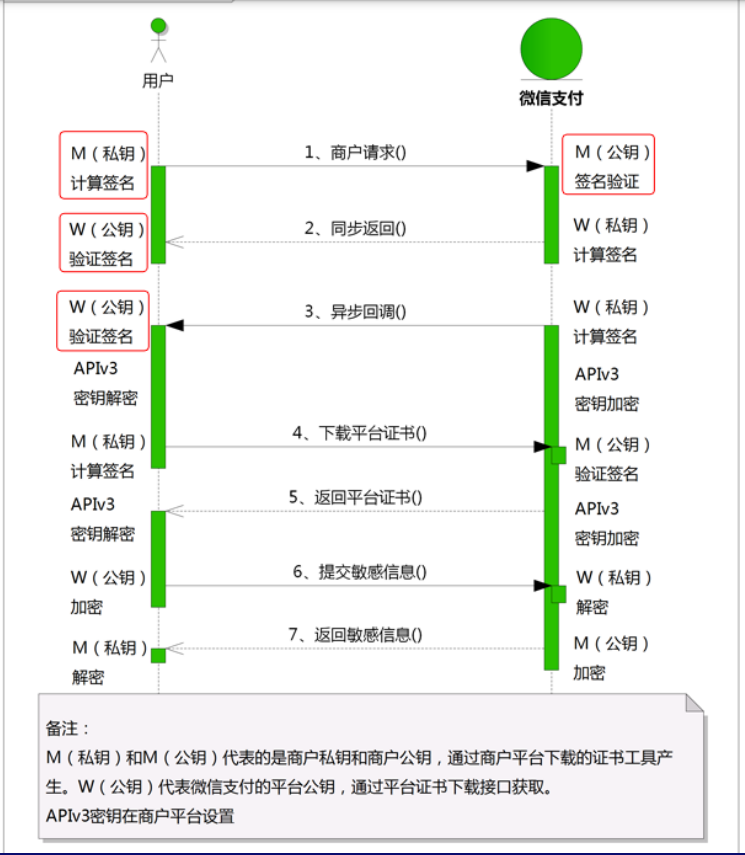 用户
微信支付
M（私钥）
计算签名
1、商户请求()
M（公钥）
签名验证
W（公钥）
验证签名
2、同步返回()
W（私钥）
计算签名
W（公钥）
验证签名
3、异步回调()
W（私钥）
计算签名
APIv3
密钥解密
APIv3
密钥加密
M（私钥）
计算签名
4、下载平台证书()
M（公钥）
验证签名
APIv3
密钥解密
5、返回平台证书()
APIv3
密钥加密
W（公钥）
加密
6、提交敏感信息()
W（私钥）
解密
M（私钥）
解密
7、返回敏感信息()
M（公钥）
加密
备注：
M（私钥）和M（公钥）代表的是商户私钥和商户公钥，通过商户平台下载的证书工具产
生。W（公钥）代表微信支付的平台公钥，通过平台证书下载接口获取。
APIv3密钥在商户平台设置